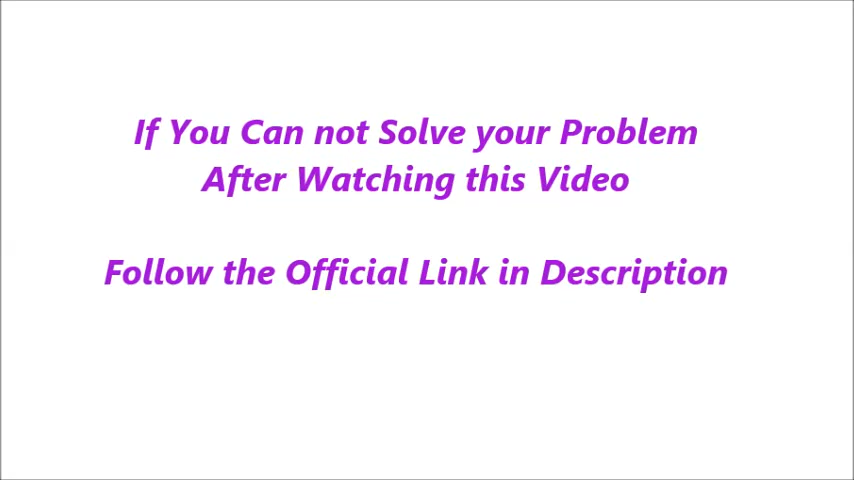 If You Can not Solve your Problem
After Watching this Video
Follow the Official Link in Description